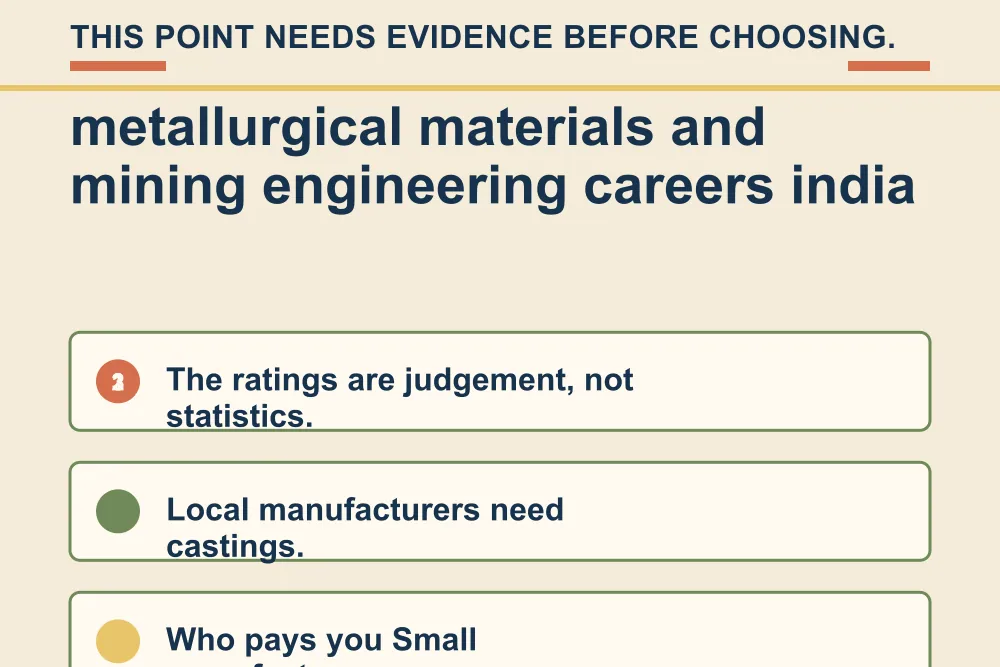 THIS POINT NEEDS EVIDENCE BEFORE CHOOSING.
metallurgical materials and
mining engineering careers india
The ratings are judgement, not
statistics.
Local manufacturers need
castings.
Who pays you Small